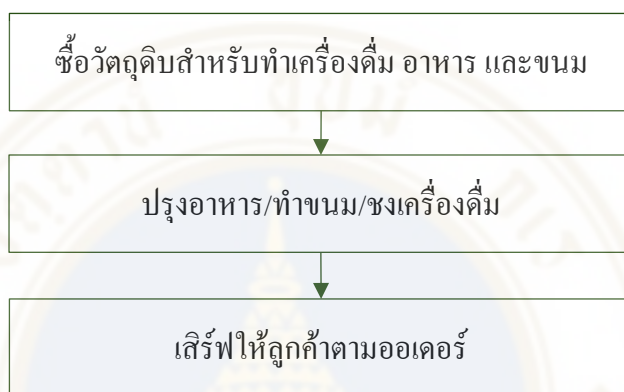 ซื้อวัตถุดิบสำหรับทำเครื่องดื่ม อาหาร และขนม
ปรุงอาหาร/ทำขนม/ชงเครื่องดื่ม
เสิร์ฟให้ลูกค้าตามออเดอร์